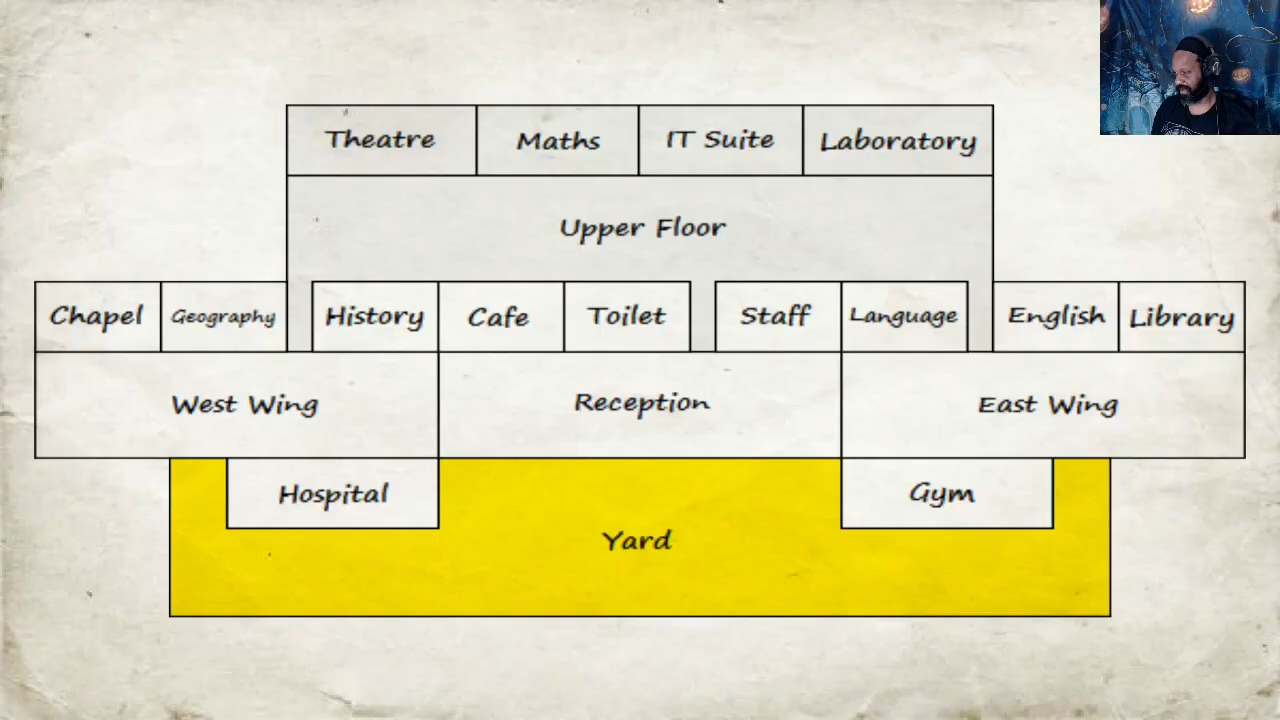 Theatre
Maths
IT Suite
Laboratory
Upper Floor
Chapel
Geography
History
Cafe
Toilet
Staff
Language
English
Library
West Wing
Reception
East Wing
Hospital
Gym
Yard